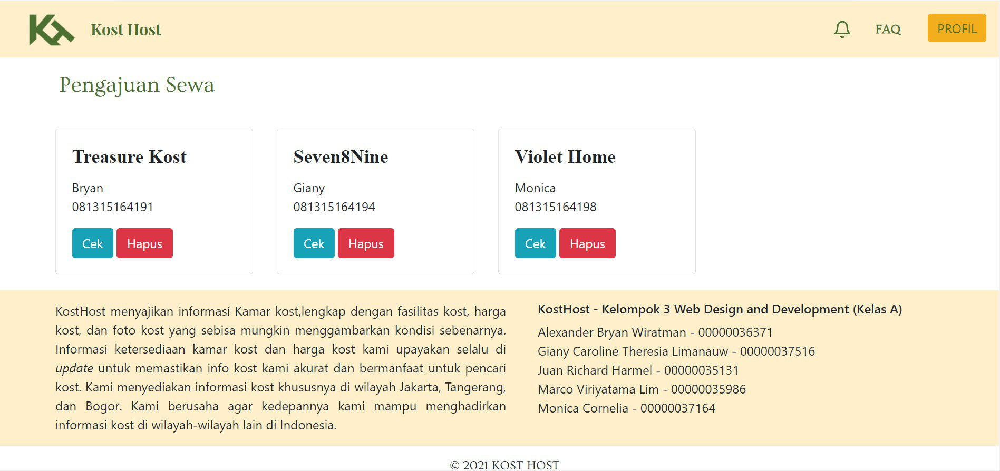 Kost Host
FAQ
PROFIL
Pengajuan Sewa
Treasure Kost
Bryan
081315164191
Cek Hapus
Seven8Nine
Giany
081315164194
Cek Hapus
Violet Home
Monica
081315164198
Cek Hapus
KostHost menyajikan informasi Kamar kost,lengkap dengan fasilitas kost, harga
kost, dan foto kost yang sebisa mungkin menggambarkan kondisi sebenarnya.
Informasi ketersediaan kamar kost dan harga kost kami upayakan selalu di
update untuk memastikan info kost kami akurat dan bermanfaat untuk pencari
kost. Kami menyediakan informasi kost khususnya di wilayah Jakarta, Tangerang,
dan Bogor. Kami berusaha agar kedepannya kami mampu menghadirkan
informasi kost di wilayah-wilayah lain di Indonesia.
KostHost - Kelompok 3 Web Design and Development (Kelas A)
Alexander Bryan Wiratman - 00000036371
Giany Caroline Theresia Limanauw - 00000037516
Juan Richard Harmel - 00000035131
Marco Viriyatama Lim - 00000035986
Monica Cornelia - 00000037164
© 2021 KOST HOST